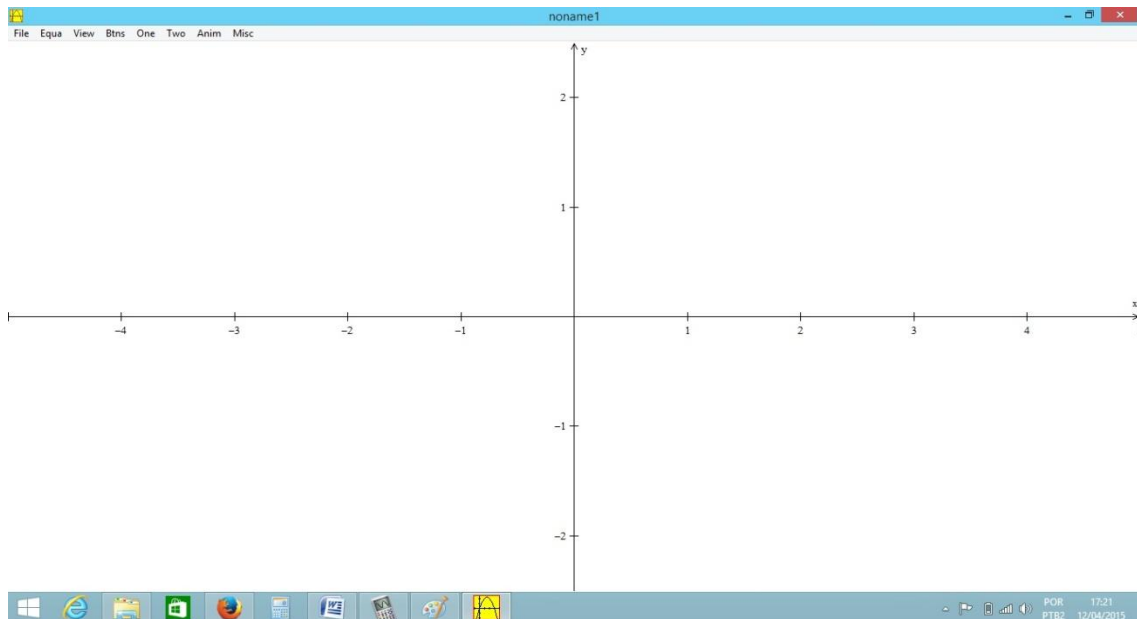 noname1
File Equa View Btns One Two Anim Misc
y
2
1
x
−4 −3 −2 −1 1 2 3 4
−1
−2
POR 17:21
PTB2 12/04/2015